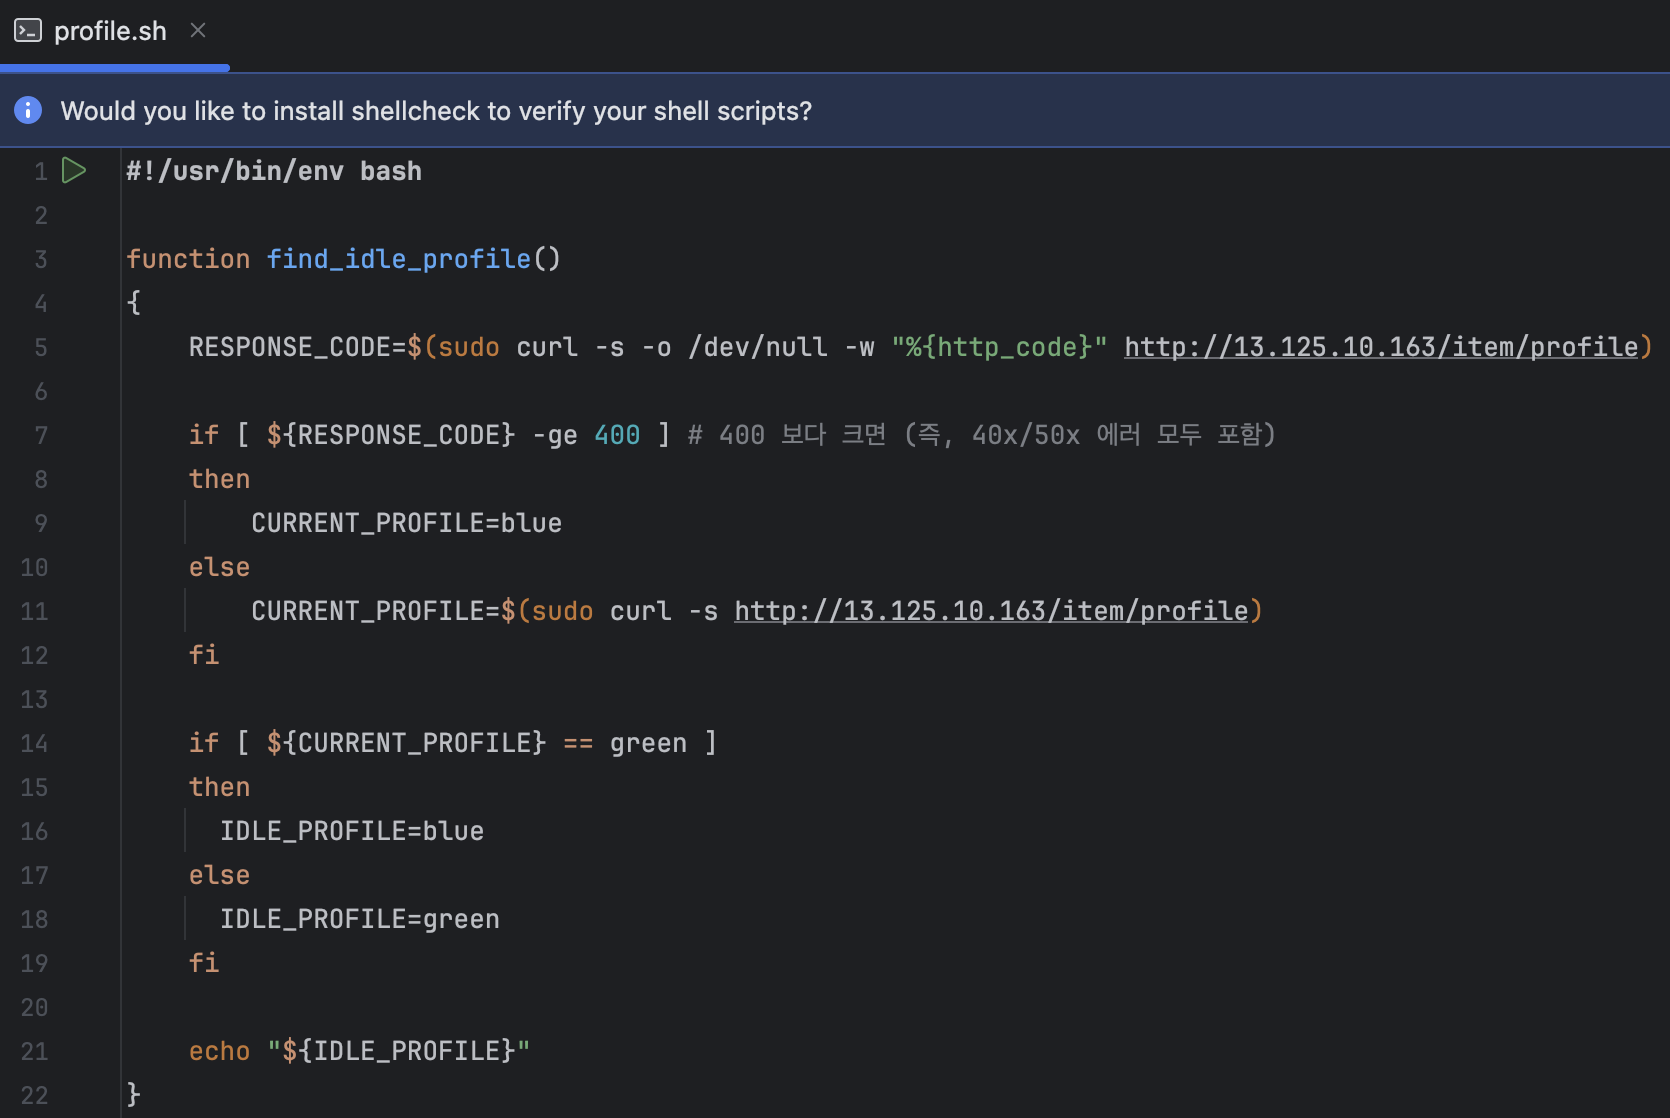 profile.sh
Would you like to install shellcheck to verify your shell scripts?
1 #!/usr/bin/env bash
2
3 function find_idle_profile()
4 {
5     RESPONSE_CODE=$(sudo curl -s -o /dev/null -w "%{http_code}" http://13.125.10.163/item/profile)
6
7     if [ ${RESPONSE_CODE} -ge 400 ] # 400 보다 크면 (즉, 40x/50x 에러 모두 포함)
8     then
9         CURRENT_PROFILE=blue
10     else
11         CURRENT_PROFILE=$(sudo curl -s http://13.125.10.163/item/profile)
12     fi
13
14     if [ ${CURRENT_PROFILE} == green ]
15     then
16       IDLE_PROFILE=blue
17     else
18       IDLE_PROFILE=green
19     fi
20
21     echo "${IDLE_PROFILE}"
22 }